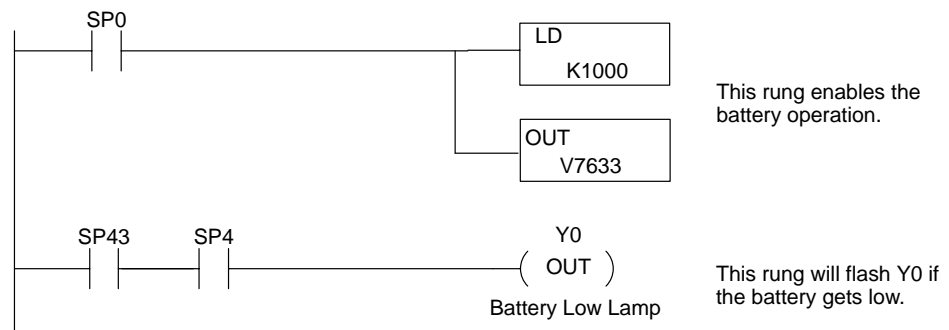 SP0
LD
K1000
This rung enables the
battery operation.
OUT
V7633
SP43
SP4
Y0
OUT
Battery Low Lamp
This rung will flash Y0 if
the battery gets low.